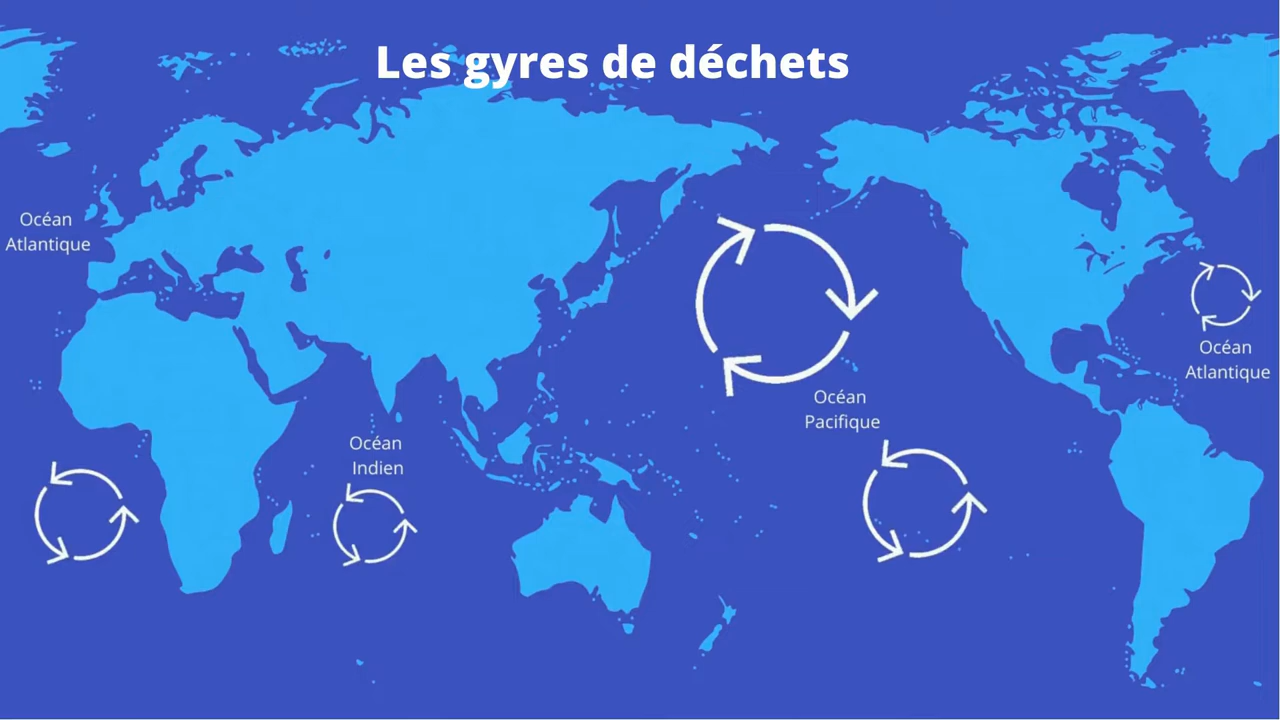 Les gyres de déchets
Océan
Atlantique
Océan
Atlantique
Océan
Pacifique
Océan
Indien